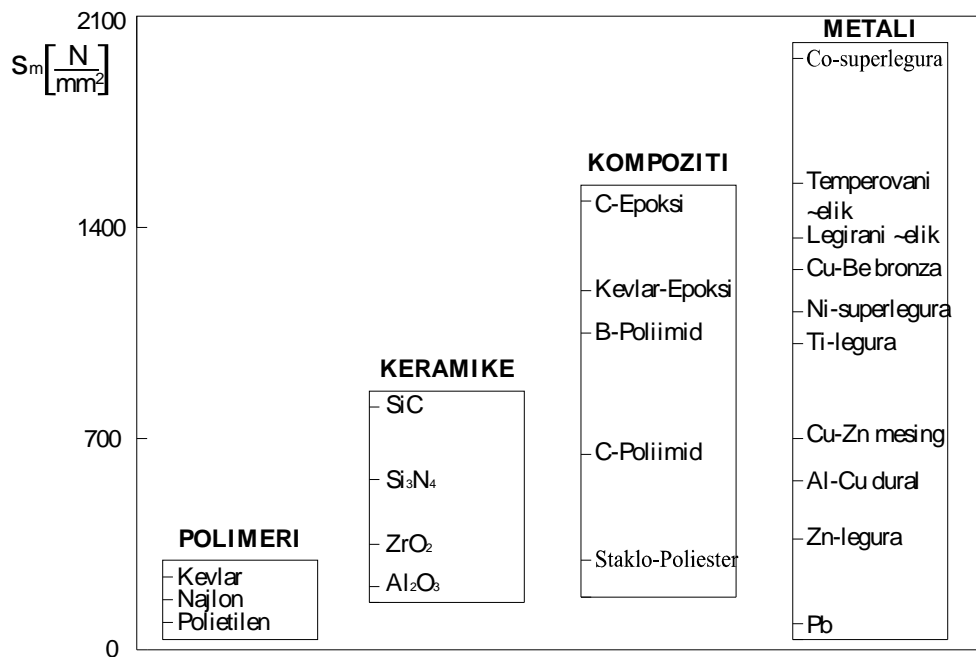 2100
S_m [N/mm²]
1400
700
0
POLIMERI
Kevlar
Najlon
Polietilen
KERAMIKE
SiC
Si₃N₄
ZrO₂
Al₂O₃
KOMPOZITI
C-Epoksi
Kevlar-Epoksi
B-Poliimid
C-Poliimid
Staklo-Poliester
METALI
Co-superlegura
Temperovani
~elik
Legirani ~elik
Cu-Be bronza
Ni-superlegura
Ti-legura
Cu-Zn mesing
Al-Cu dural
Zn-legura
Pb